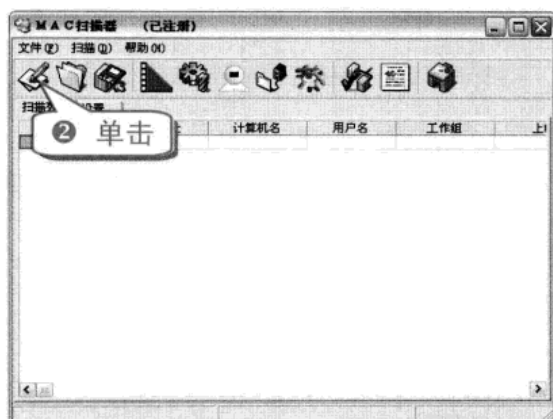 MAC扫描器 (已注册)
文件(F) 扫描(D) 帮助(H)
扫描
❷ 单击
计算机名 用户名 工作组 上